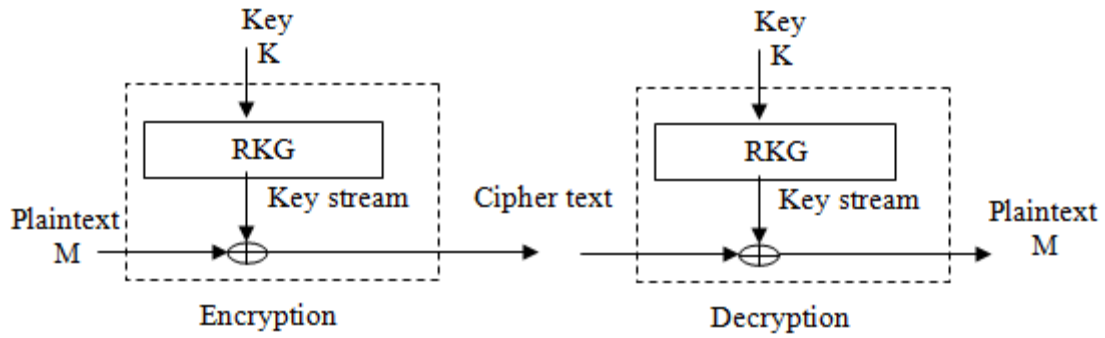 Key
K
RKG
Key stream
Plaintext
M
Encryption
Cipher text
Key
K
RKG
Key stream
Plaintext
M
Decryption